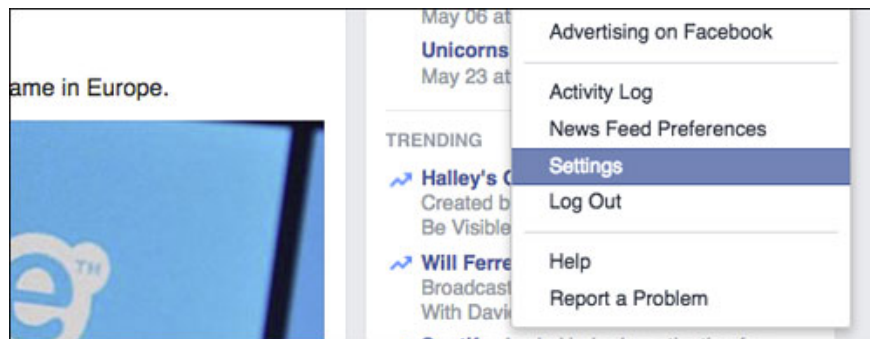 ame in Europe.
e TM
May 06 at
Unicorns
May 23 at
TRENDING
Halley's
Created b
Be Visible
Will Ferre
Broadcast
With Davi
Advertising on Facebook
Activity Log
News Feed Preferences
Settings
Log Out
Help
Report a Problem